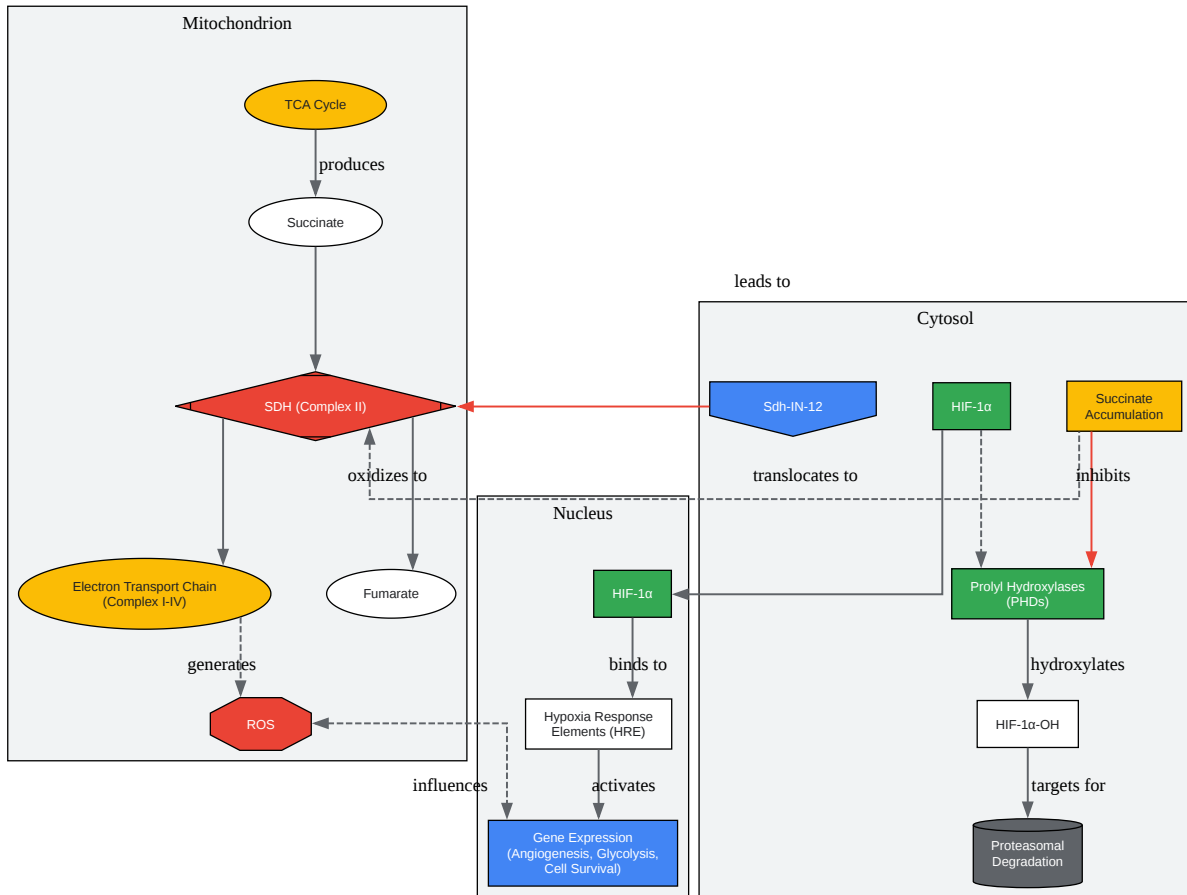 Mitochondrion
TCA Cycle
produces
Succinate
leads to
Cytosol
SDH (Complex II)
Sdh-IN-12
HIF-1α
Succinate
Accumulation
oxidizes to
translocates to
inhibits
Nucleus
Electron Transport Chain
(Complex I-IV)
Fumarate
HIF-1α
Prolyl Hydroxylases
(PHDs)
generates
binds to
hydroxylates
ROS
Hypoxia Response
Elements (HRE)
HIF-1α-OH
influences
activates
targets for
Gene Expression
(Angiogenesis, Glycolysis,
Cell Survival)
Proteasomal
Degradation